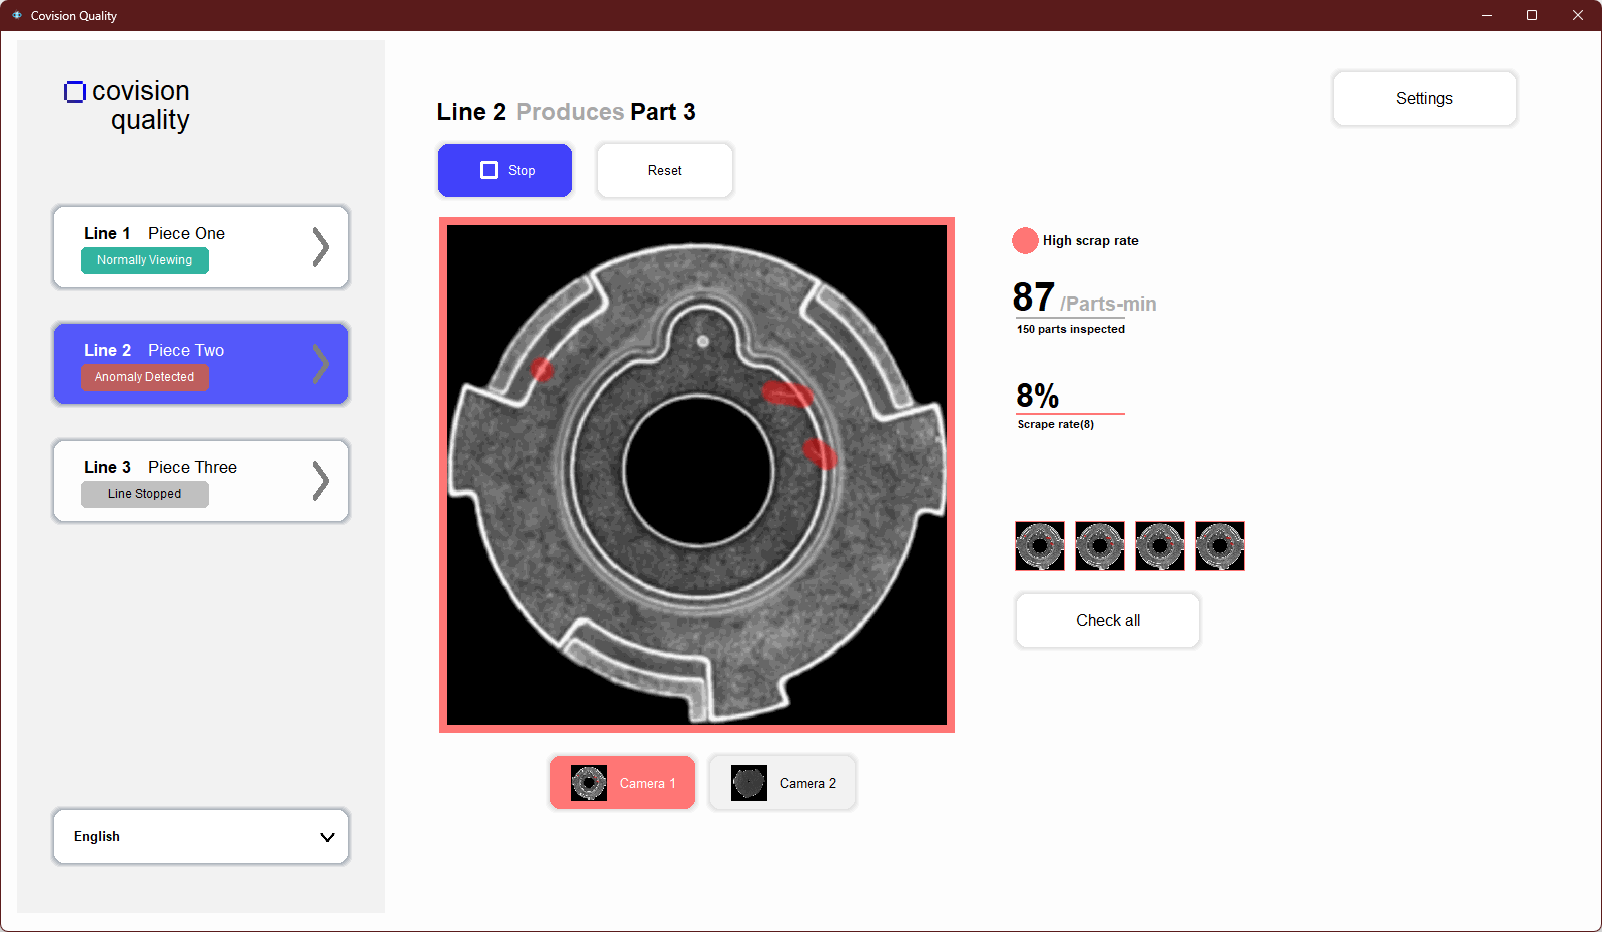 Covision Quality
covision
quality
Line 1 Piece One
Normally Viewing
Line 2 Piece Two
Anomaly Detected
Line 3 Piece Three
Line Stopped
English
Line 2 Produces Part 3
Settings
Stop
Reset
High scrap rate
87 /Parts-min
150 parts inspected
8%
Scrape rate(8)
Check all
Camera 1
Camera 2